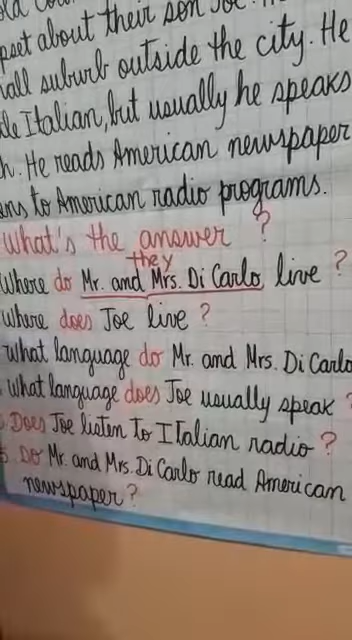 about their son Joe. H
suburb outside the city. He
Italian, but usually he speaks
h. He reads American newspaper
to American radio programs.
What's the answer ?
they
Where do Mr. and Mrs. Di Carlo live ?
Where does Joe live ?
What language do Mr. and Mrs. Di Carlo
What language does Joe usually speak ?
Does Joe listen to Italian radio ?
5. Do Mr. and Mrs. Di Carlo read American
newspaper ?